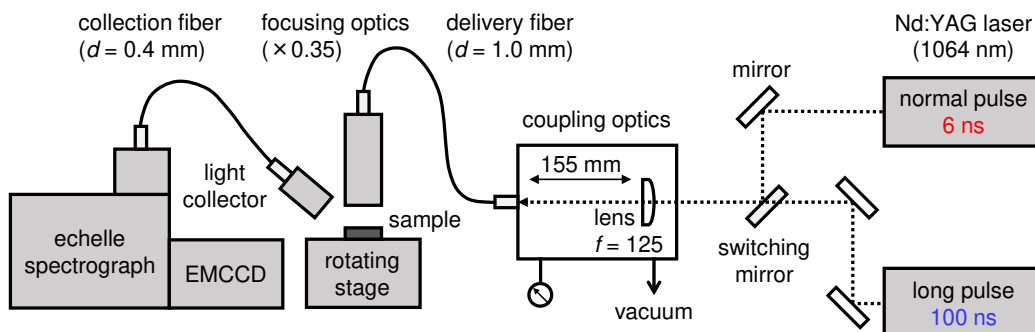 collection fiber
(d = 0.4 mm)
focusing optics
(×0.35)
delivery fiber
(d = 1.0 mm)
Nd:YAG laser
(1064 nm)
mirror
normal pulse
6 ns
coupling optics
155 mm
light
collector
sample
lens
f = 125
switching
mirror
echelle
spectrograph
EMCCD
rotating
stage
vacuum
long pulse
100 ns